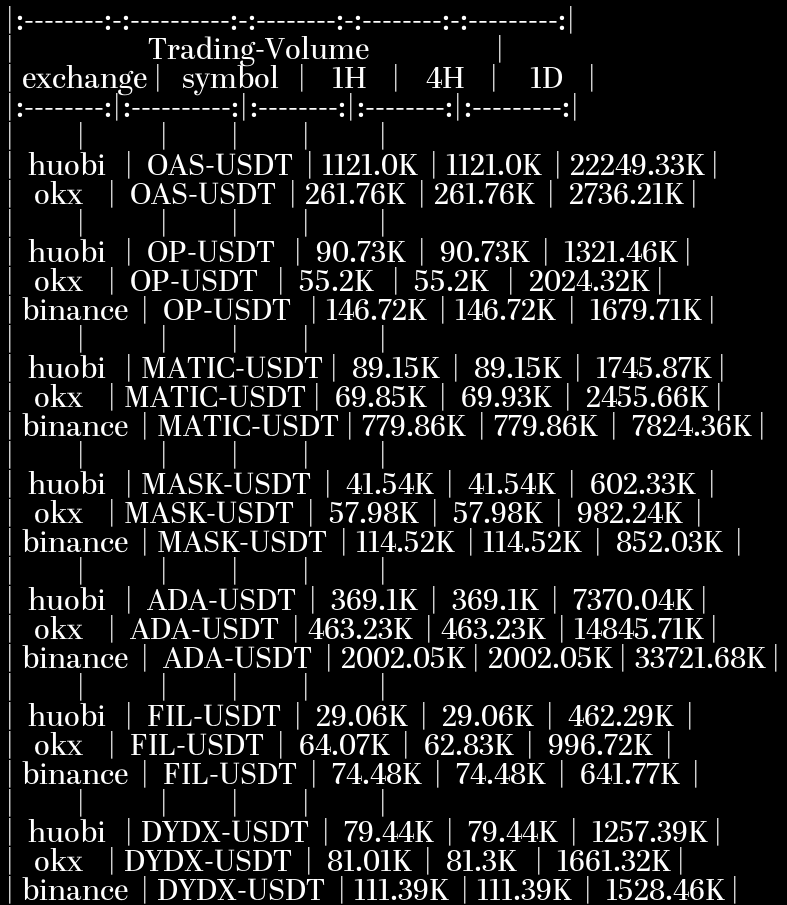 |:--------:-:----------:-:--------:-:--------:-:---------:|
| Trading-Volume |
| exchange | symbol | 1H | 4H | 1D |
|:--------:|:----------:|:--------:|:--------:|:---------:|
| | | | | |
| huobi | OAS-USDT | 1121.0K | 1121.0K | 22249.33K |
| okx | OAS-USDT | 261.76K | 261.76K | 2736.21K |
| | | | | |
| huobi | OP-USDT | 90.73K | 90.73K | 1321.46K |
| okx | OP-USDT | 55.2K | 55.2K | 2024.32K |
| binance | OP-USDT | 146.72K | 146.72K | 1679.71K |
| | | | | |
| huobi | MATIC-USDT | 89.15K | 89.15K | 1745.87K |
| okx | MATIC-USDT | 69.85K | 69.93K | 2455.66K |
| binance | MATIC-USDT | 779.86K | 779.86K | 7824.36K |
| | | | | |
| huobi | MASK-USDT | 41.54K | 41.54K | 602.33K |
| okx | MASK-USDT | 57.98K | 57.98K | 982.24K |
| binance | MASK-USDT | 114.52K | 114.52K | 852.03K |
| | | | | |
| huobi | ADA-USDT | 369.1K | 369.1K | 7370.04K |
| okx | ADA-USDT | 463.23K | 463.23K | 14845.71K |
| binance | ADA-USDT | 2002.05K | 2002.05K | 33721.68K |
| | | | | |
| huobi | FIL-USDT | 29.06K | 29.06K | 462.29K |
| okx | FIL-USDT | 64.07K | 62.83K | 996.72K |
| binance | FIL-USDT | 74.48K | 74.48K | 641.77K |
| | | | | |
| huobi | DYDX-USDT | 79.44K | 79.44K | 1257.39K |
| okx | DYDX-USDT | 81.01K | 81.3K | 1661.32K |
| binance | DYDX-USDT | 111.39K | 111.39K | 1528.46K |